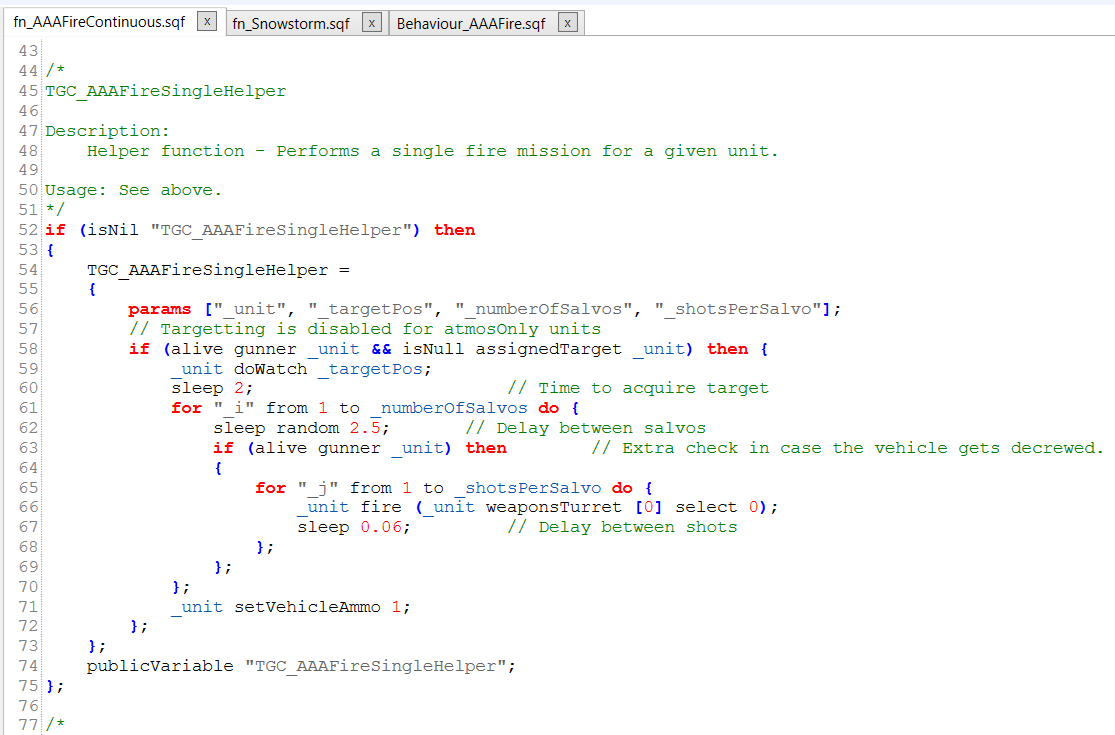 fn_AAAFireContinuous.sqf x fn_Snowstorm.sqf x Behaviour_AAAFire.sqf x
43
44 /*
45 TGC_AAAFireSingleHelper
46
47 Description:
48     Helper function - Performs a single fire mission for a given unit.
49
50 Usage: See above.
51 */
52 if (isNil "TGC_AAAFireSingleHelper") then
53 {
54     TGC_AAAFireSingleHelper =
55     {
56         params ["_unit", "_targetPos", "_numberOfSalvos", "_shotsPerSalvo"];
57         // Targetting is disabled for atmosOnly units
58         if (alive gunner _unit && isNull assignedTarget _unit) then {
59             _unit doWatch _targetPos;
60             sleep 2;                        // Time to acquire target
61             for "_i" from 1 to _numberOfSalvos do {
62                 sleep random 2.5;       // Delay between salvos
63                 if (alive gunner _unit) then        // Extra check in case the vehicle gets decrewed.
64                 {
65                     for "_j" from 1 to _shotsPerSalvo do {
66                         _unit fire (_unit weaponsTurret [0] select 0);
67                         sleep 0.06;         // Delay between shots
68                     };
69                 };
70             };
71             _unit setVehicleAmmo 1;
72         };
73     };
74     publicVariable "TGC_AAAFireSingleHelper";
75 };
76
77 /*